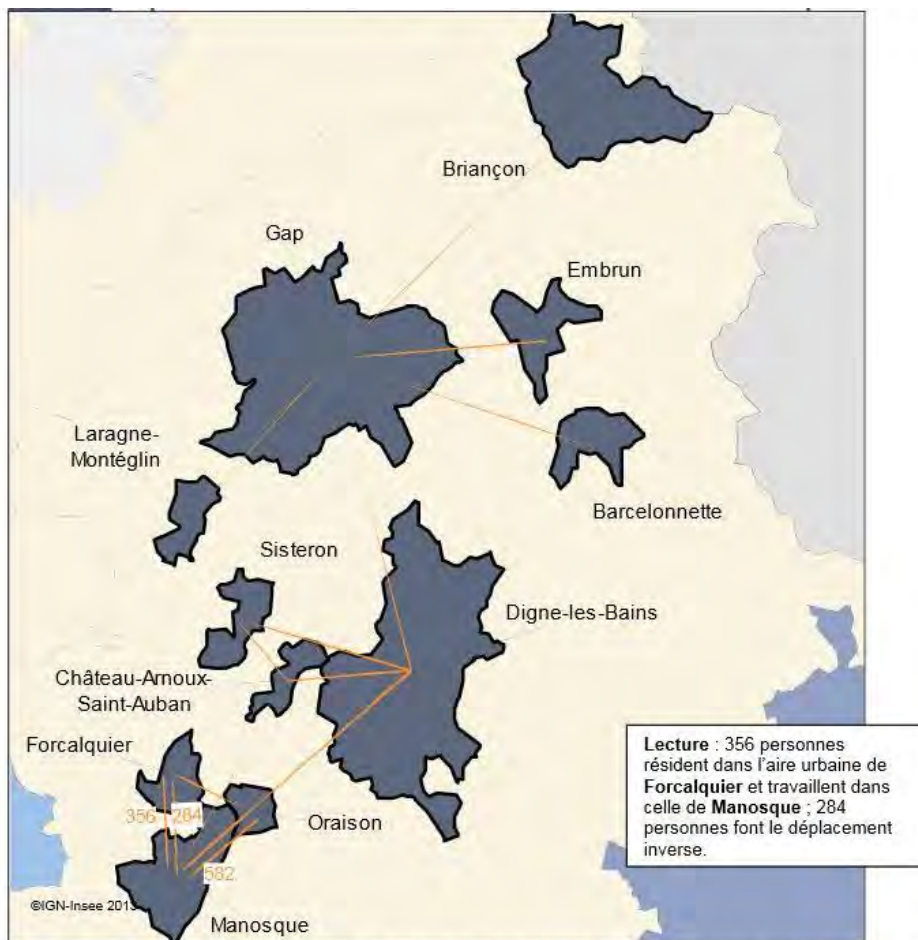 Briançon
Gap
Embrun
Laragne-
Montéglin
Barcelonnette
Sisteron
Digne-les-Bains
Château-Arnoux-
Saint-Auban
Forcalquier
Lecture : 356 personnes
résident dans l'aire urbaine de
Forcalquier et travaillent dans
celle de Manosque ; 284
personnes font le déplacement
inverse.
356
284
Oraison
582
©IGN-Insee
Manosque